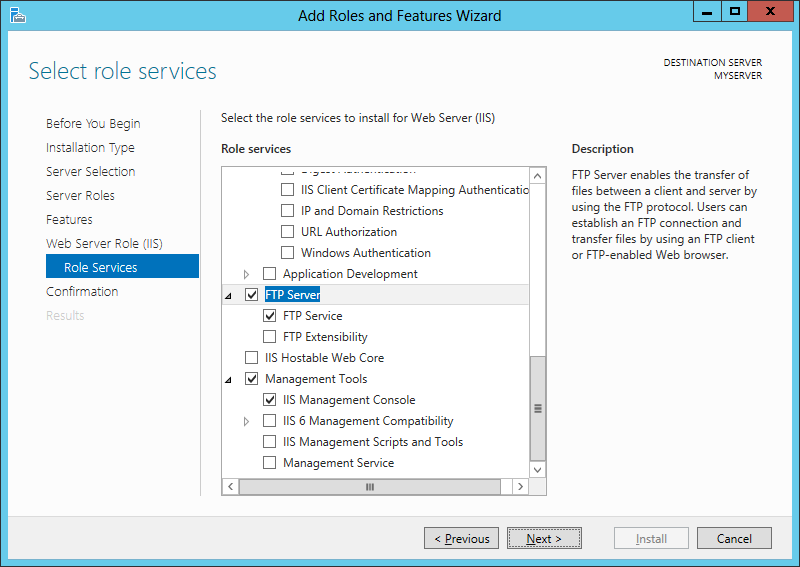 Add Roles and Features Wizard
Select role services
DESTINATION SERVER
MYSERVER
Before You Begin
Installation Type
Server Selection
Server Roles
Features
Web Server Role (IIS)
Role Services
Confirmation
Results
Select the role services to install for Web Server (IIS)
Role services
Digest Authentication
IIS Client Certificate Mapping Authenticatio
IP and Domain Restrictions
URL Authorization
Windows Authentication
Application Development
FTP Server
FTP Service
FTP Extensibility
IIS Hostable Web Core
Management Tools
IIS Management Console
IIS 6 Management Compatibility
IIS Management Scripts and Tools
Management Service
Description
FTP Server enables the transfer of
files between a client and server by
using the FTP protocol. Users can
establish an FTP connection and
transfer files by using an FTP client
or FTP-enabled Web browser.
< Previous
Next >
Install
Cancel